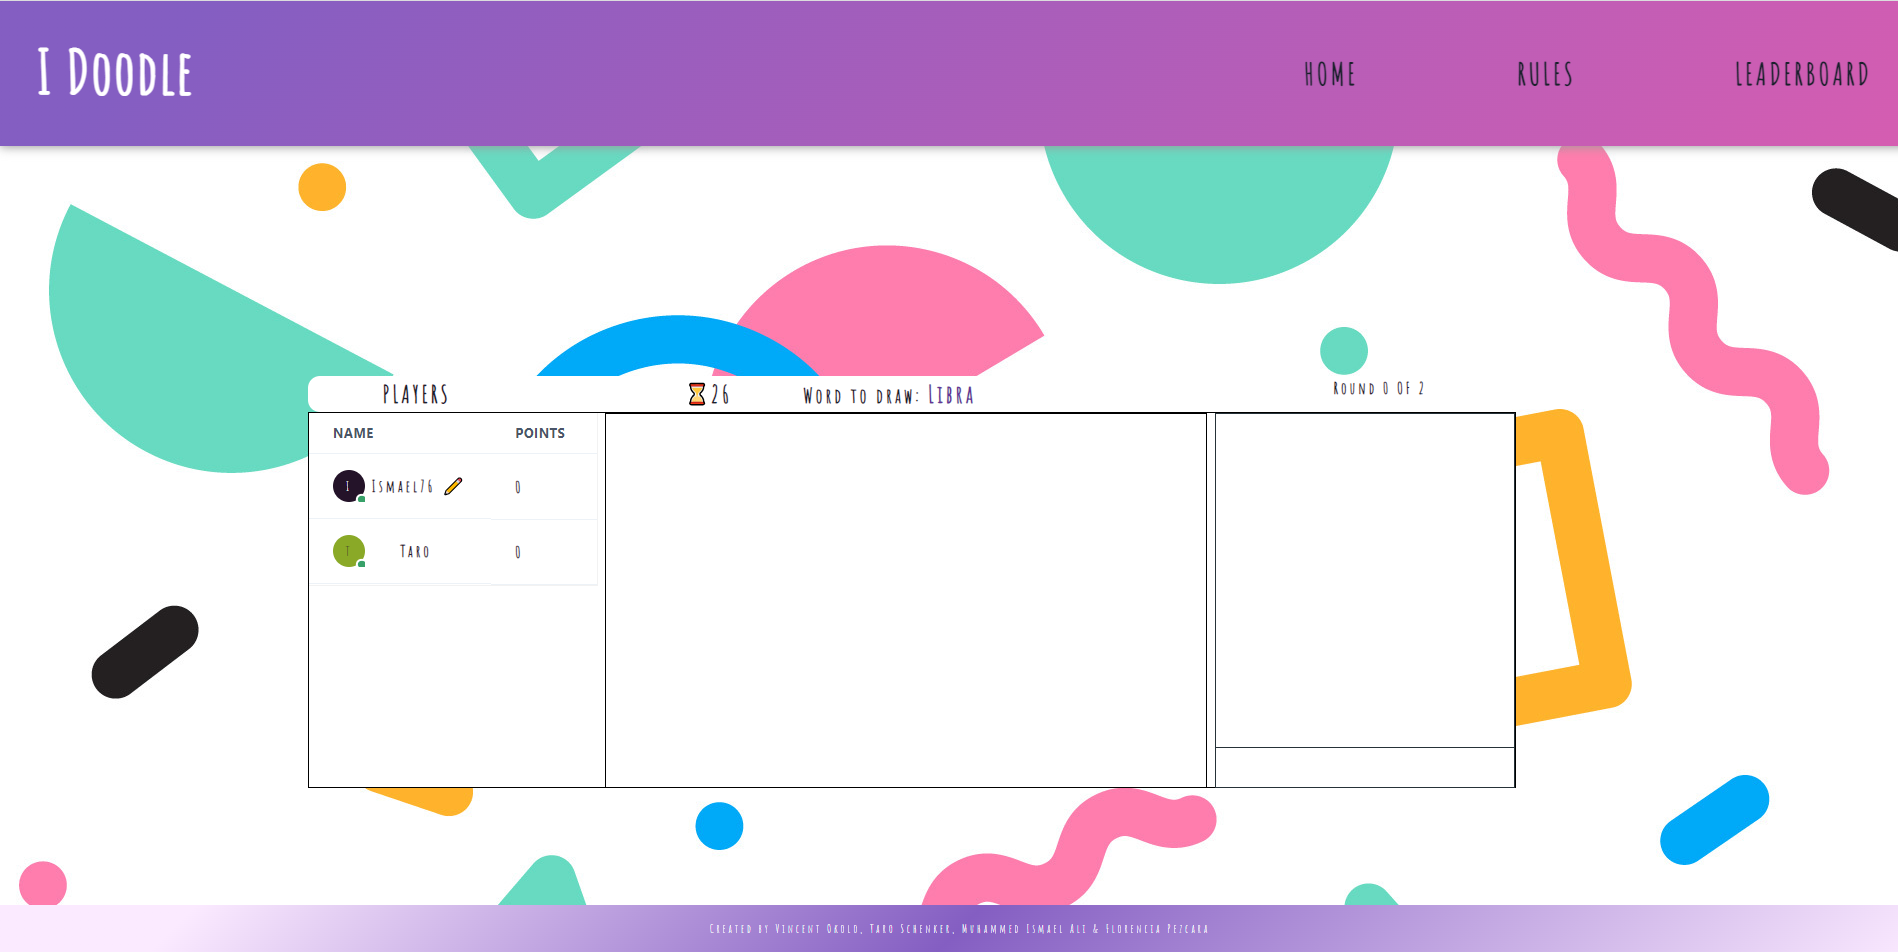 I Doodle
HOME
RULES
LEADERBOARD
PLAYERS
26
Word to draw: LIBRA
Round 0 OF 2
NAME
POINTS
I
Ismael76
0
T
Taro
0
Created by Vincent Okolo, Taro Schenker, Muhammed Ismael Ali & Florencia Pezcara